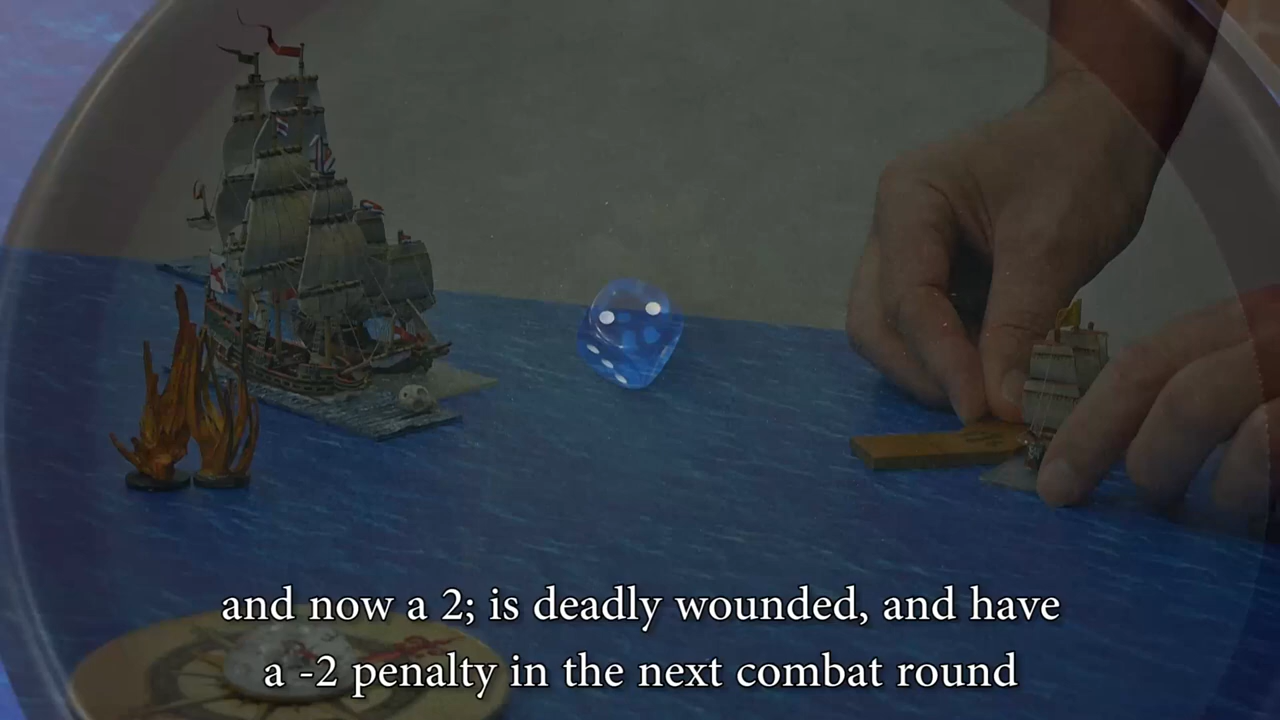 and now a 2; is deadly wounded, and have
a -2 penalty in the next combat round